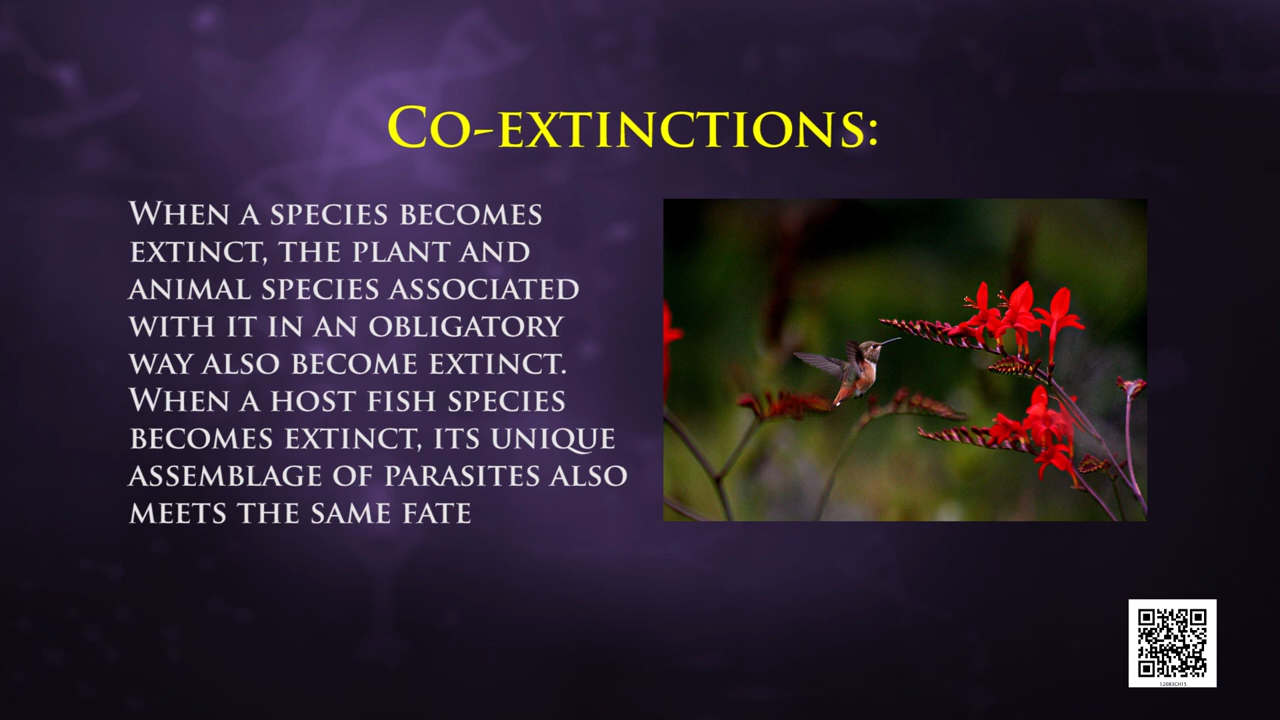 Co-extinctions:
When a species becomes
extinct, the plant and
animal species associated
with it in an obligatory
way also become extinct.
When a host fish species
becomes extinct, its unique
assemblage of parasites also
meets the same fate
12083CH15